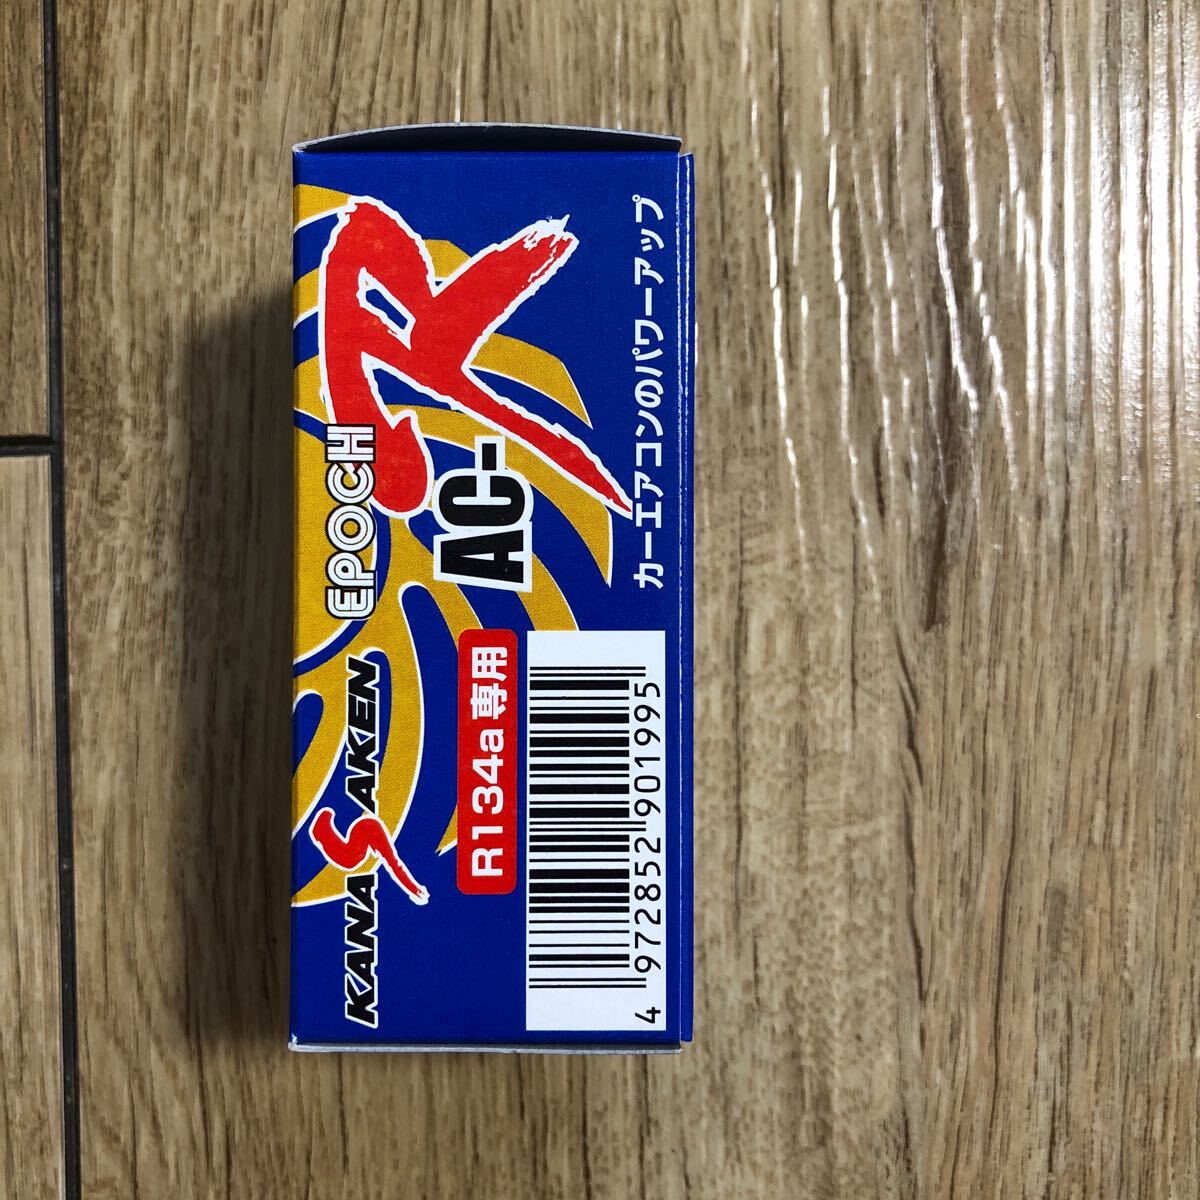 KANASAKEN
EPOCH
AC-R
R134a専用
カーエアコンのパワーアップ
4 972852 901995